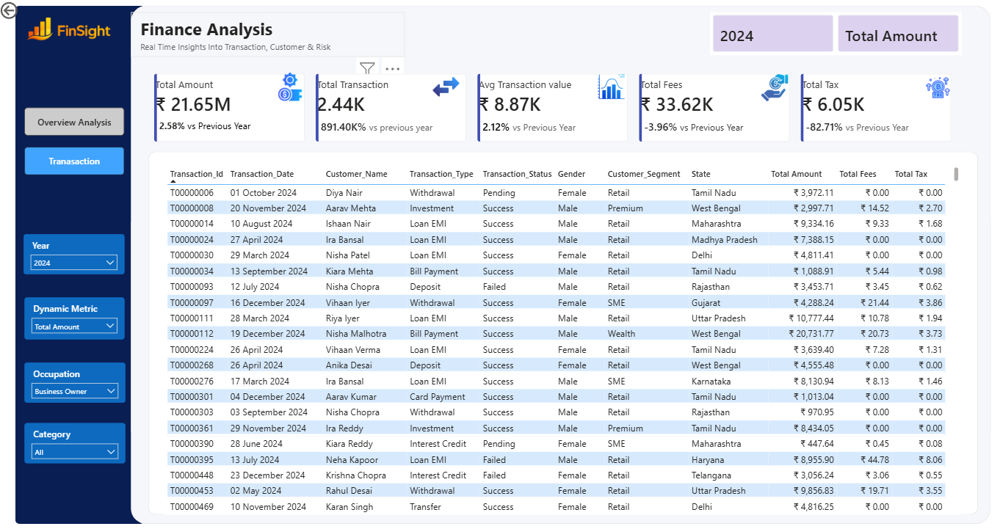 FinSight
Finance Analysis
Real Time Insights Into Transaction, Customer & Risk
2024
Total Amount
Overview Analysis
Tranasaction
Year
2024
Dynamic Metric
Total Amount
Occupation
Business Owner
Category
All
Total Amount
₹ 21.65M
2.58% vs Previous Year
Total Transaction
2.44K
891.40K% vs previous year
Avg Transaction value
₹ 8.87K
2.12% vs Previous Year
Total Fees
₹ 33.62K
-3.96% vs Previous Year
Total Tax
₹ 6.05K
-82.71% vs Previous Year
Transaction_Id Transaction_Date Customer_Name Transaction_Type Transaction_Status Gender Customer_Segment State Total Amount Total Fees Total Tax
T00000006 01 October 2024 Diya Nair Withdrawal Pending Female Retail Tamil Nadu ₹ 3,972.11 ₹ 0.00 ₹ 0.00
T00000008 20 November 2024 Aarav Mehta Investment Success Male Premium West Bengal ₹ 2,997.71 ₹ 14.52 ₹ 2.70
T00000014 10 August 2024 Ishaan Nair Loan EMI Success Male Retail Maharashtra ₹ 9,334.16 ₹ 9.33 ₹ 1.68
T00000024 27 April 2024 Ira Bansal Loan EMI Success Male Retail Madhya Pradesh ₹ 7,388.15 ₹ 0.00 ₹ 0.00
T00000030 29 March 2024 Nisha Patel Loan EMI Success Female Retail Delhi ₹ 4,811.41 ₹ 0.00 ₹ 0.00
T00000034 13 September 2024 Kiara Mehta Bill Payment Success Male Retail Tamil Nadu ₹ 1,088.91 ₹ 5.44 ₹ 0.98
T00000093 12 July 2024 Nisha Chopra Deposit Failed Male Retail Rajasthan ₹ 3,453.71 ₹ 3.45 ₹ 0.62
T00000097 16 December 2024 Vihaan Iyer Withdrawal Success Female SME Gujarat ₹ 4,288.24 ₹ 21.44 ₹ 3.86
T00000111 28 March 2024 Riya Iyer Loan EMI Success Male Retail Uttar Pradesh ₹ 10,777.44 ₹ 10.78 ₹ 1.94
T00000112 19 December 2024 Nisha Malhotra Bill Payment Success Male Wealth West Bengal ₹ 20,731.77 ₹ 20.73 ₹ 3.73
T00000224 26 April 2024 Vihaan Verma Loan EMI Success Female Retail Tamil Nadu ₹ 3,639.40 ₹ 7.28 ₹ 1.31
T00000268 26 April 2024 Anika Desai Deposit Success Female Retail West Bengal ₹ 4,555.48 ₹ 0.00 ₹ 0.00
T00000276 17 March 2024 Ira Bansal Loan EMI Success Male SME Karnataka ₹ 8,130.94 ₹ 8.13 ₹ 1.46
T00000301 04 December 2024 Aarav Kumar Card Payment Success Male Retail Tamil Nadu ₹ 1,013.04 ₹ 0.00 ₹ 0.00
T00000303 03 September 2024 Nisha Chopra Withdrawal Success Male Retail Rajasthan ₹ 970.95 ₹ 0.00 ₹ 0.00
T00000361 29 November 2024 Ira Reddy Investment Success Male Premium Tamil Nadu ₹ 8,434.05 ₹ 0.00 ₹ 0.00
T00000390 28 June 2024 Kiara Reddy Interest Credit Pending Female SME Maharashtra ₹ 447.64 ₹ 0.45 ₹ 0.08
T00000395 13 July 2024 Neha Kapoor Loan EMI Failed Male Retail Haryana ₹ 8,955.90 ₹ 44.78 ₹ 8.06
T00000448 23 December 2024 Krishna Chopra Interest Credit Failed Female Retail Telangana ₹ 3,056.24 ₹ 3.06 ₹ 0.55
T00000453 02 May 2024 Rahul Desai Withdrawal Success Female Retail Uttar Pradesh ₹ 9,856.83 ₹ 19.71 ₹ 3.55
T00000469 10 November 2024 Karan Singh Transfer Success Female Retail Delhi ₹ 4,816.25 ₹ 0.00 ₹ 0.00